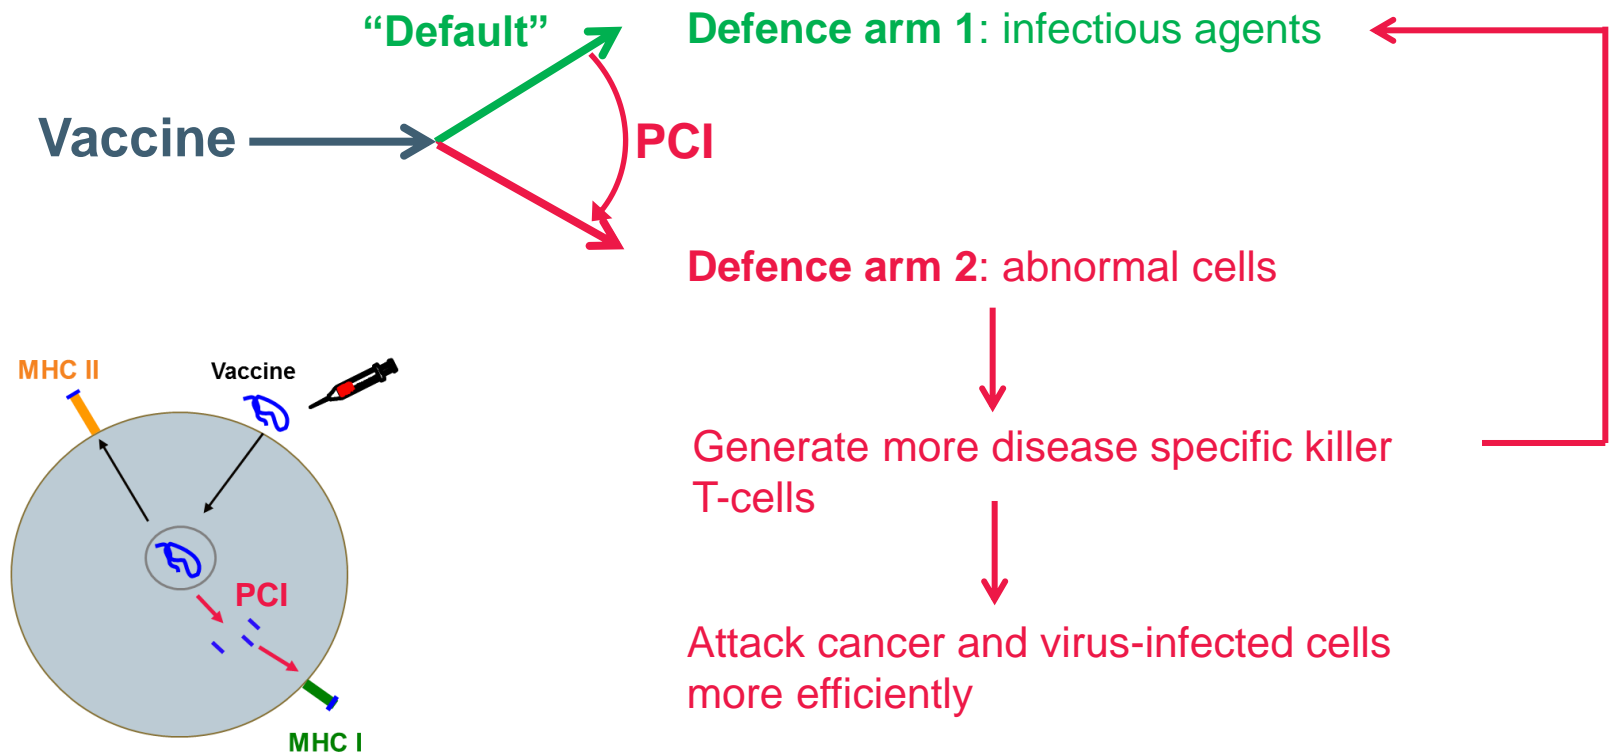 “Default”
Defence arm 1: infectious agents
Vaccine
PCI
Defence arm 2: abnormal cells
Generate more disease specific killer
T-cells
Attack cancer and virus-infected cells
more efficiently
MHC II
Vaccine
PCI
MHC I